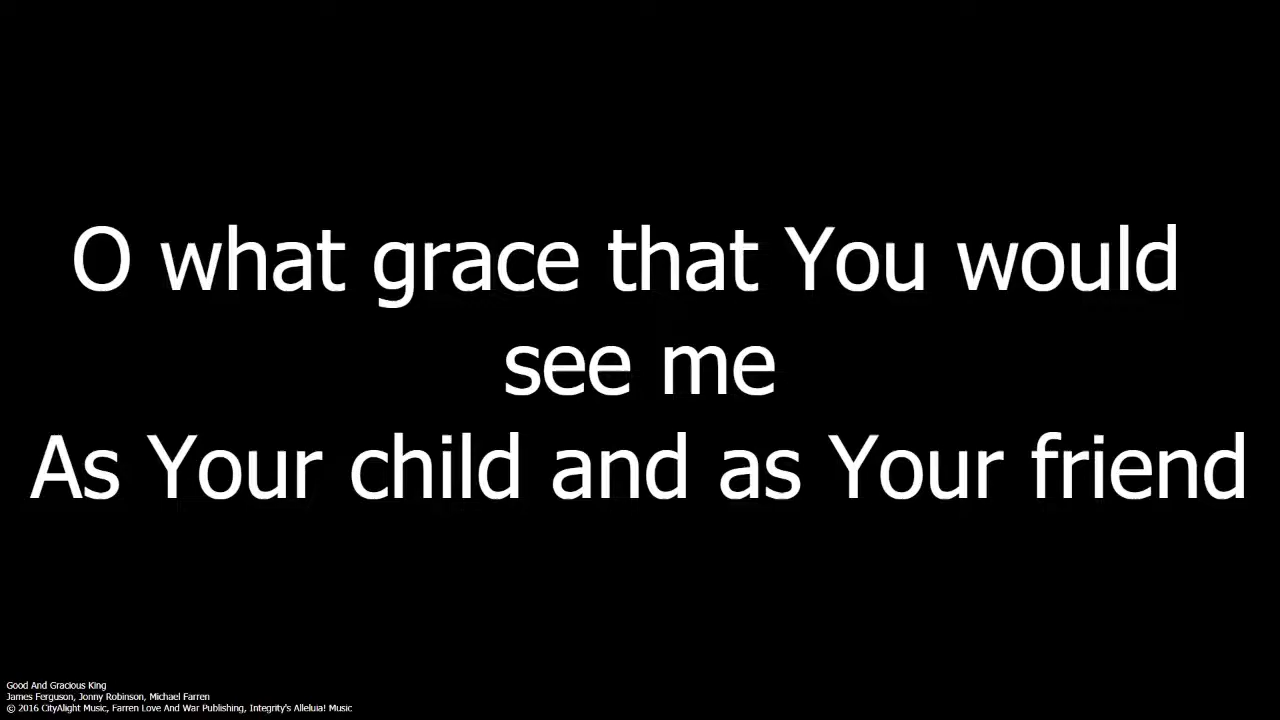 O what grace that You would
see me
As Your child and as Your friend
Good And Gracious King
James Ferguson, Jonny Robinson, Michael Farren
© 2016 CityAlight Music, Farren Love And War Publishing, Integrity's Alleluia! Music